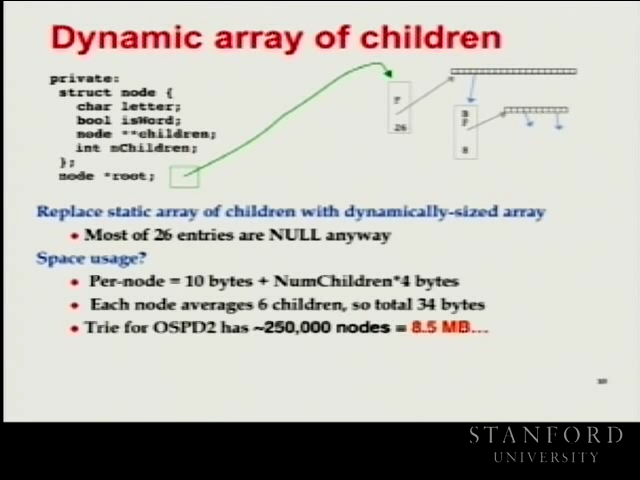 Dynamic array of children
private:
struct node {
char letter;
bool isWord;
node **children;
int nChildren;
};
node *root;
F
26
B
F
8
Replace static array of children with dynamically-sized array
• Most of 26 entries are NULL anyway
Space usage?
• Per-node = 10 bytes + NumChildren*4 bytes
• Each node averages 6 children, so total 34 bytes
• Trie for OSPD2 has ~250,000 nodes = 8.5 MB...
STANFORD
UNIVERSITY